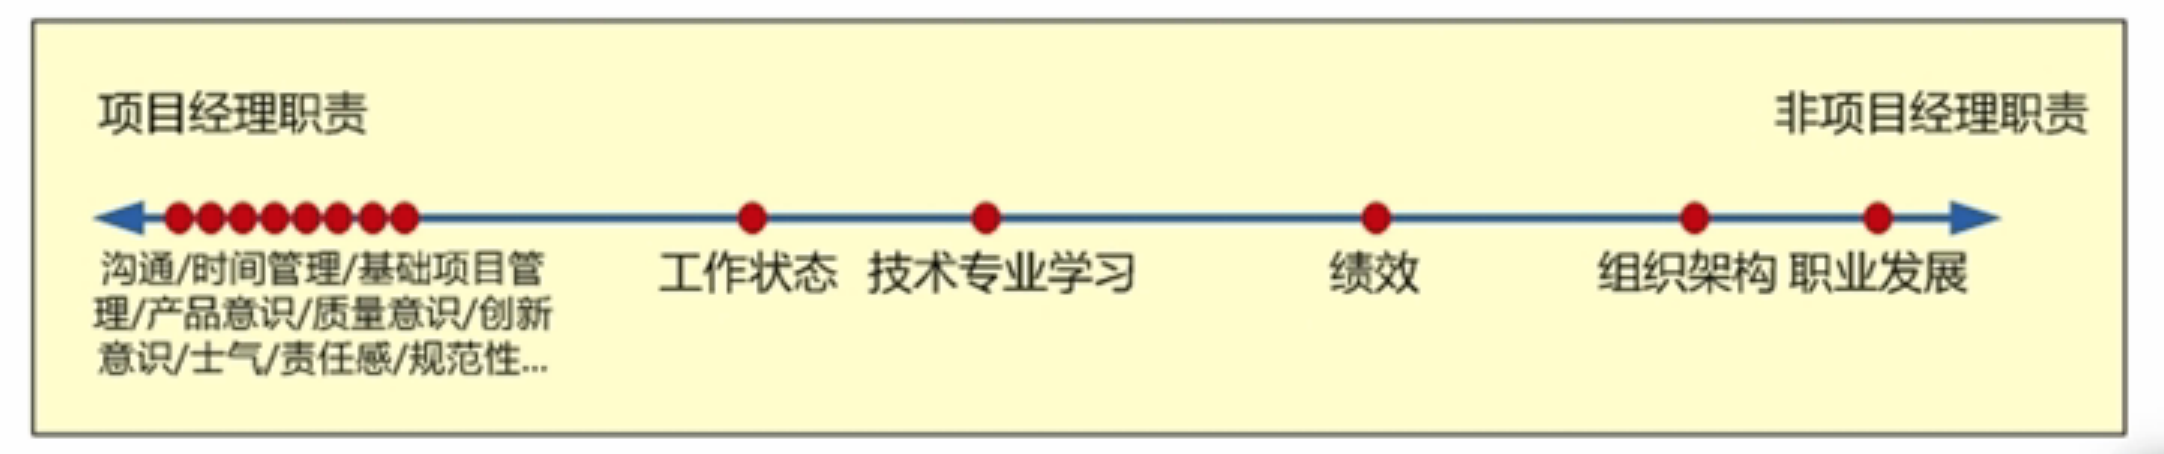 项目经理职责
非项目经理职责
沟通/时间管理/基础项目管
理/产品意识/质量意识/创新
意识/士气/责任感/规范性...
工作状态
技术专业学习
绩效
组织架构
职业发展